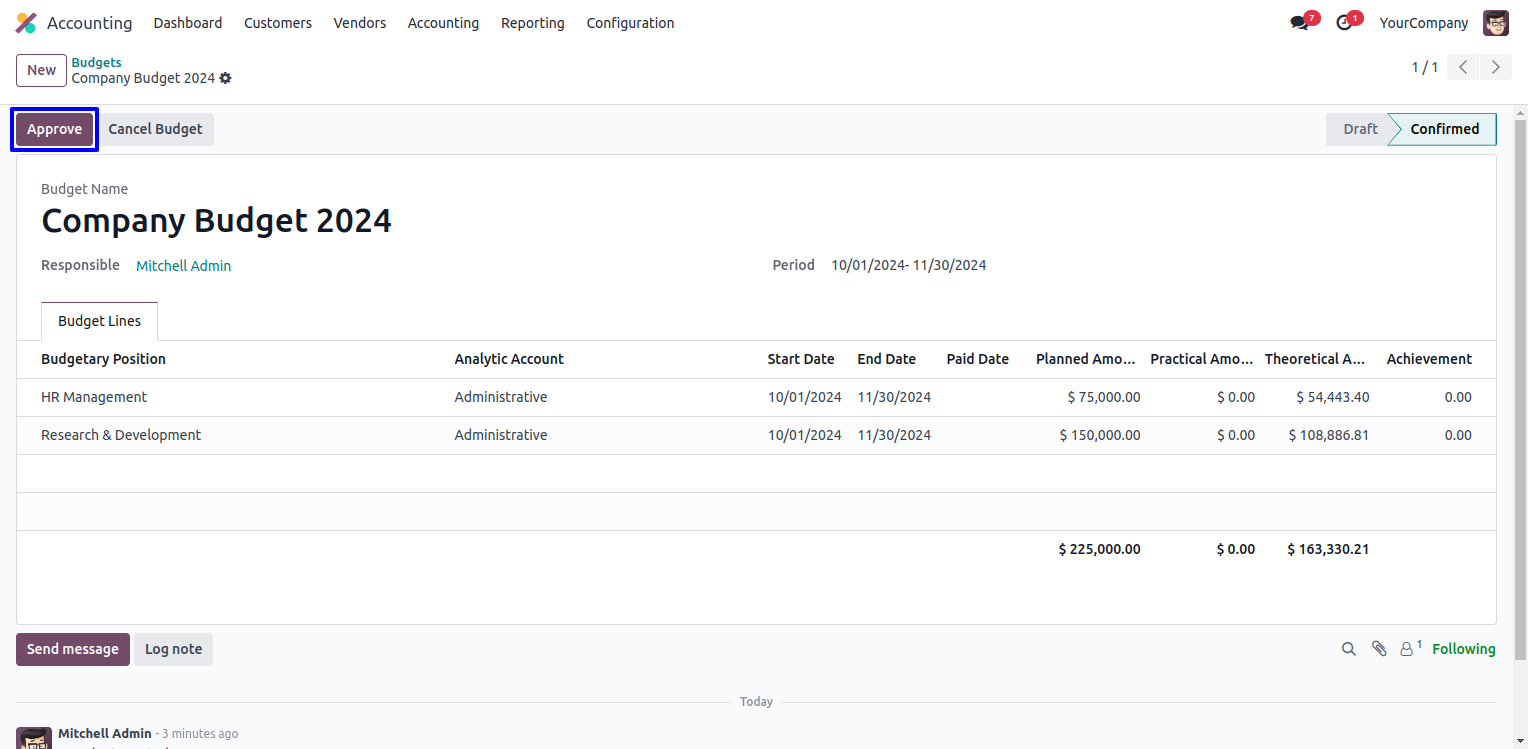 Accounting Dashboard Customers Vendors Accounting Reporting Configuration 7 1 YourCompany
New Budgets
Company Budget 2024 1 / 1
Approve Cancel Budget Draft Confirmed
Budget Name
Company Budget 2024
Responsible Mitchell Admin Period 10/01/2024- 11/30/2024
Budget Lines
Budgetary Position Analytic Account Start Date End Date Paid Date Planned Amo... Practical Amo... Theoretical A... Achievement
HR Management Administrative 10/01/2024 11/30/2024 $ 75,000.00 $ 0.00 $ 54,443.40 0.00
Research & Development Administrative 10/01/2024 11/30/2024 $ 150,000.00 $ 0.00 $ 108,886.81 0.00
$ 225,000.00 $ 0.00 $ 163,330.21
Send message Log note 1 Following
Today
Mitchell Admin - 3 minutes ago